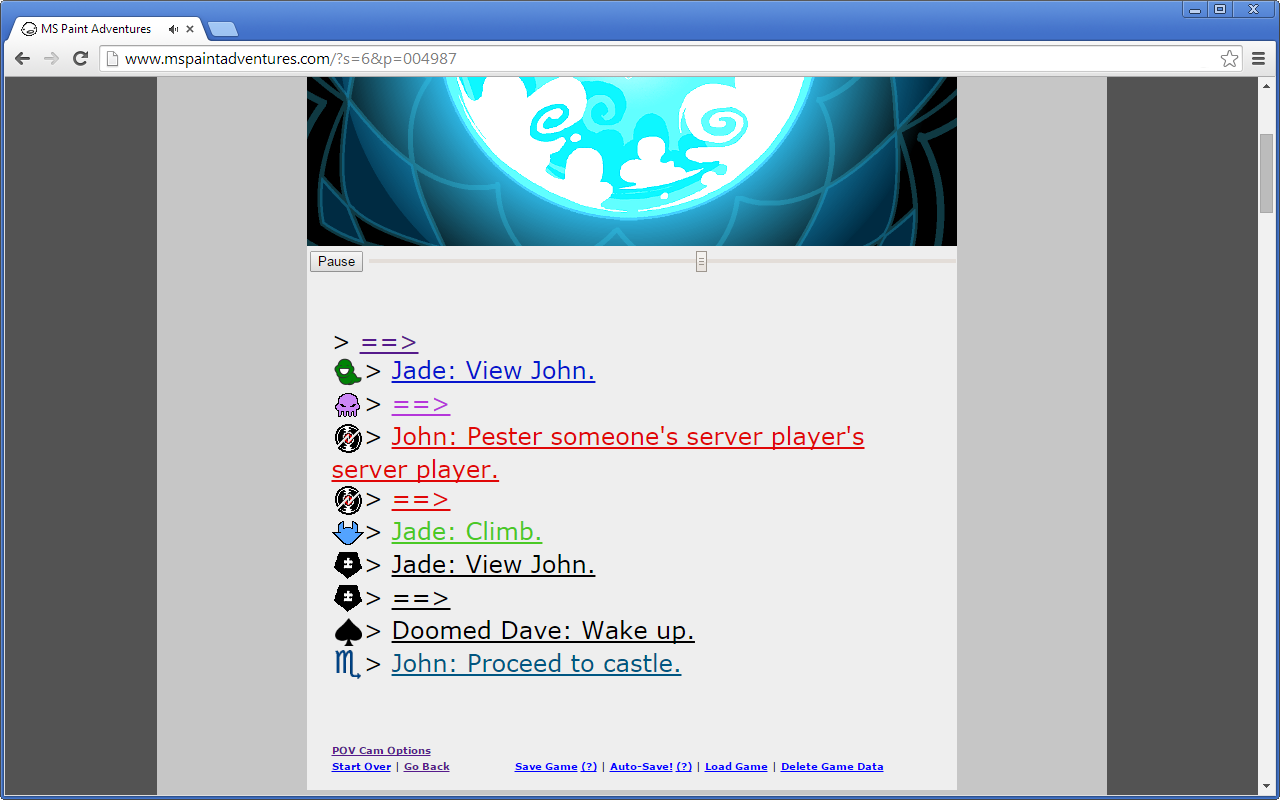 MS Paint Adventures
www.mspaintadventures.com/?s=6&p=004987
Pause
> ==>
> Jade: View John.
> ==>
> John: Pester someone's server player's
server player.
> ==>
> Jade: Climb.
> Jade: View John.
> ==>
> Doomed Dave: Wake up.
> John: Proceed to castle.
POV Cam Options
Start Over | Go Back Save Game (?) | Auto-Save! (?) | Load Game | Delete Game Data